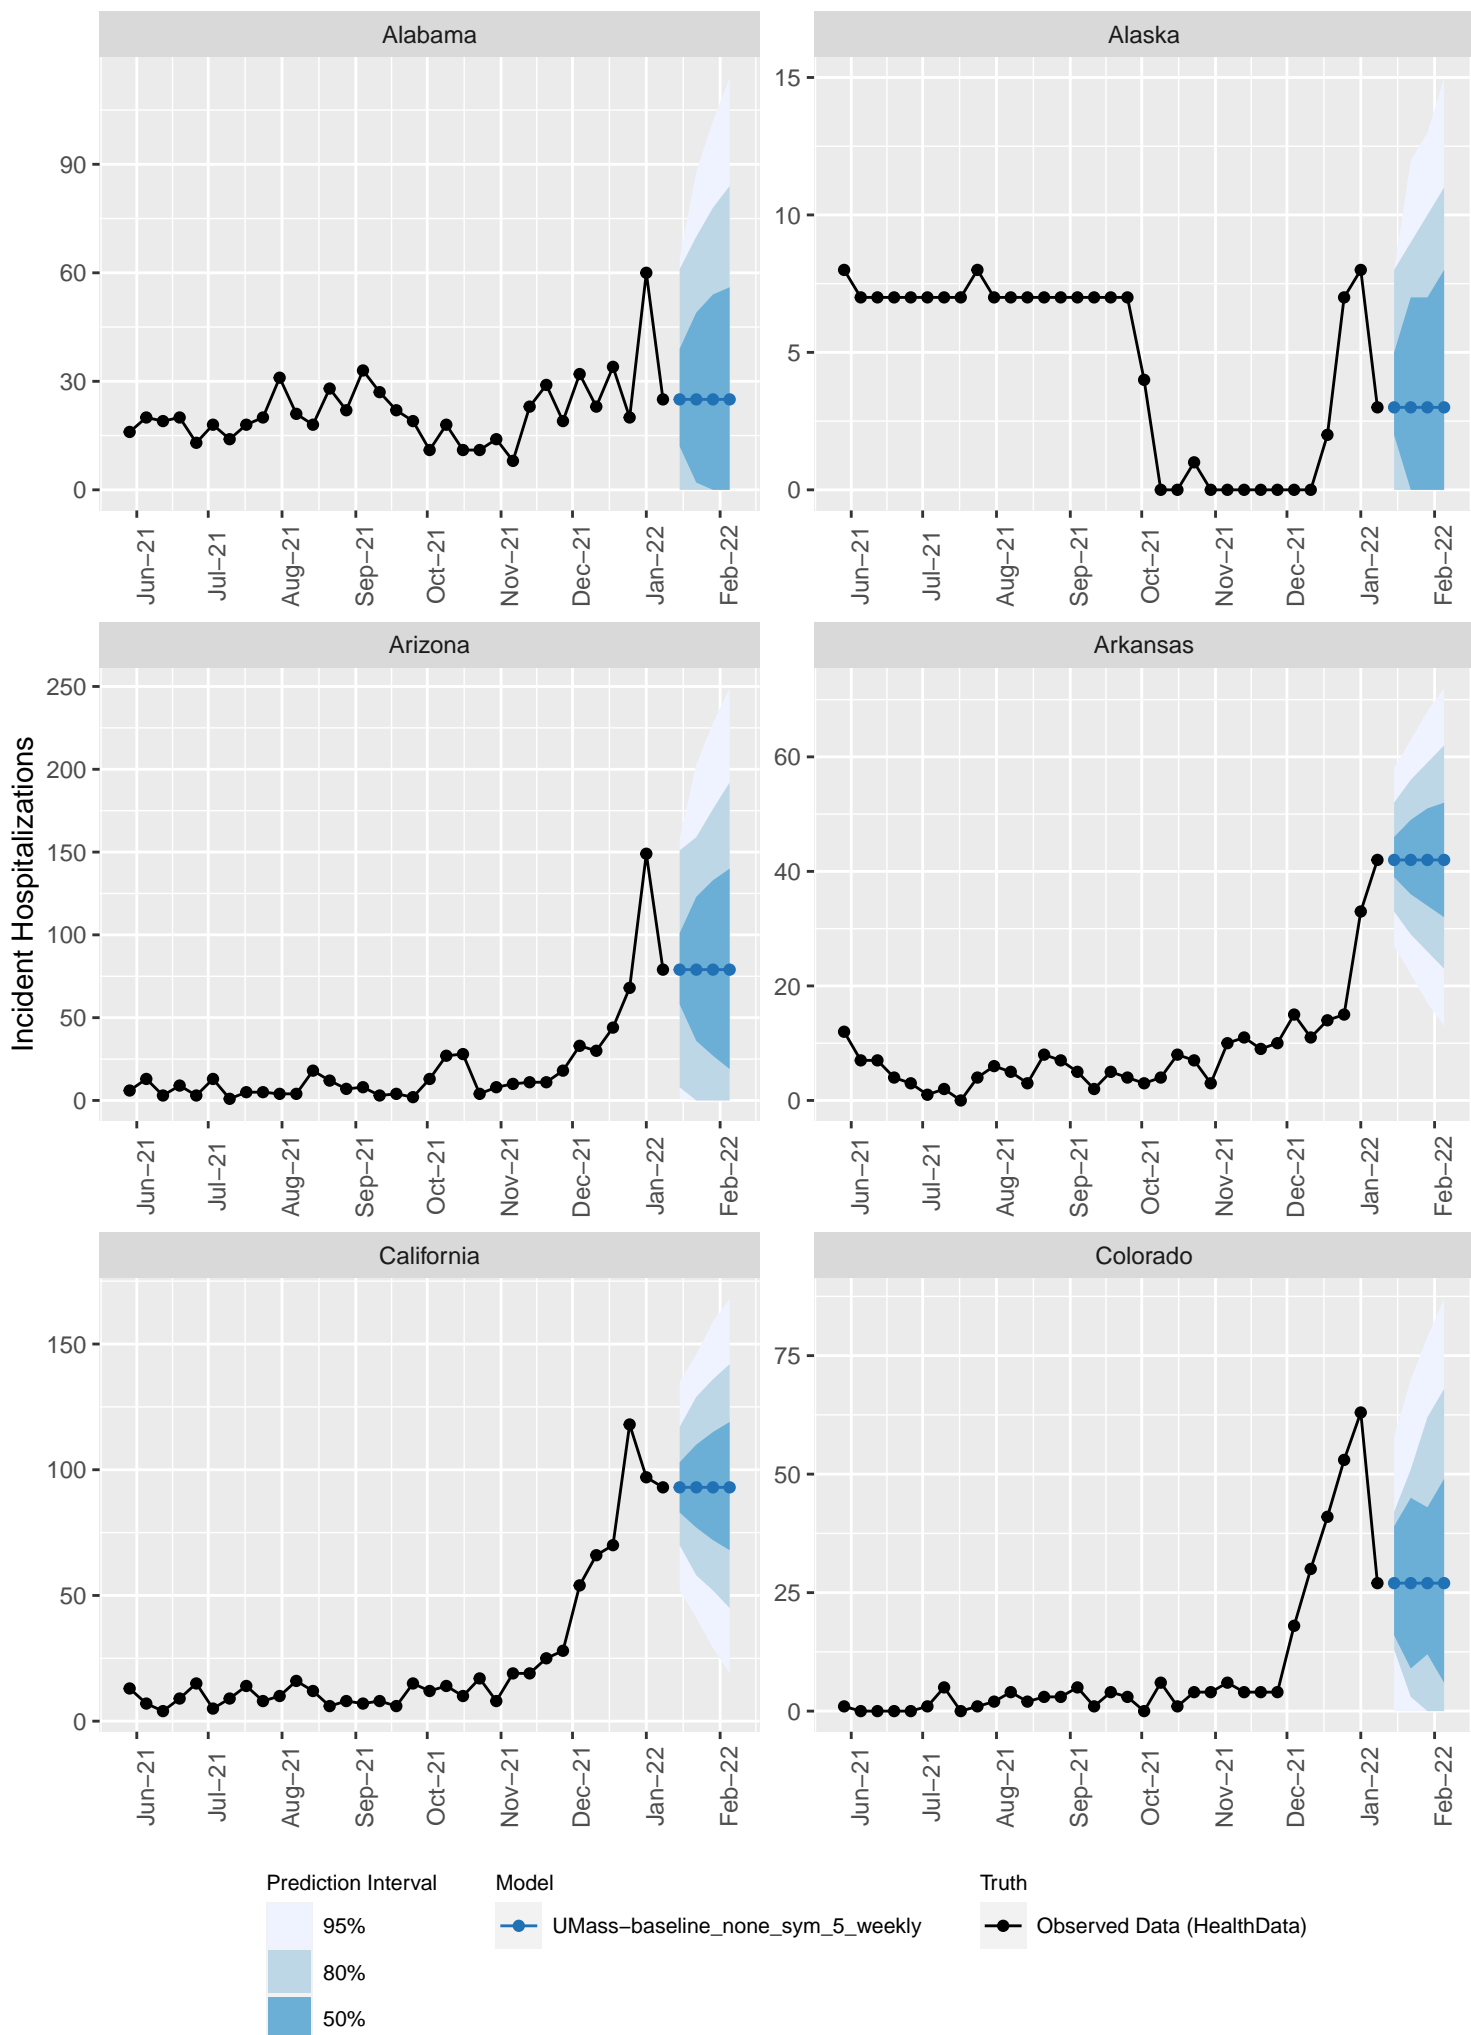 Alabama
Alaska
90
60
30
0
15
10
5
0
Jun−21
Jul−21
Aug−21
Sep−21
Oct−21
Nov−21
Dec−21
Jan−22
Feb−22
Jun−21
Jul−21
Aug−21
Sep−21
Oct−21
Nov−21
Dec−21
Jan−22
Feb−22
Incident Hospitalizations
Arizona
Arkansas
250
200
150
100
50
0
60
40
20
0
Jun−21
Jul−21
Aug−21
Sep−21
Oct−21
Nov−21
Dec−21
Jan−22
Feb−22
Jun−21
Jul−21
Aug−21
Sep−21
Oct−21
Nov−21
Dec−21
Jan−22
Feb−22
California
Colorado
150
100
50
0
75
50
25
0
Jun−21
Jul−21
Aug−21
Sep−21
Oct−21
Nov−21
Dec−21
Jan−22
Feb−22
Jun−21
Jul−21
Aug−21
Sep−21
Oct−21
Nov−21
Dec−21
Jan−22
Feb−22
Prediction Interval
95%
80%
50%
Model
UMass−baseline_none_sym_5_weekly
Truth
Observed Data (HealthData)